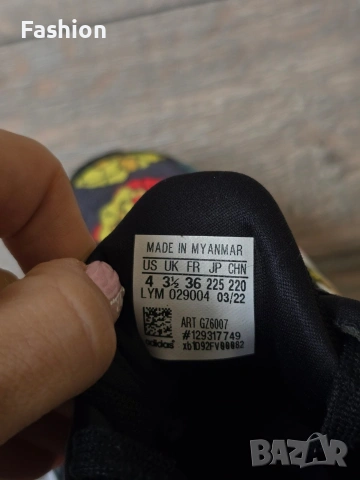 Fashion
MADE IN MYANMAR
US UK FR JP CHN
4 3½ 36 225 220
LYM 029004 03/22
ART GZ6007
#129317749
adidas xb1D92FV00082
BAZAR